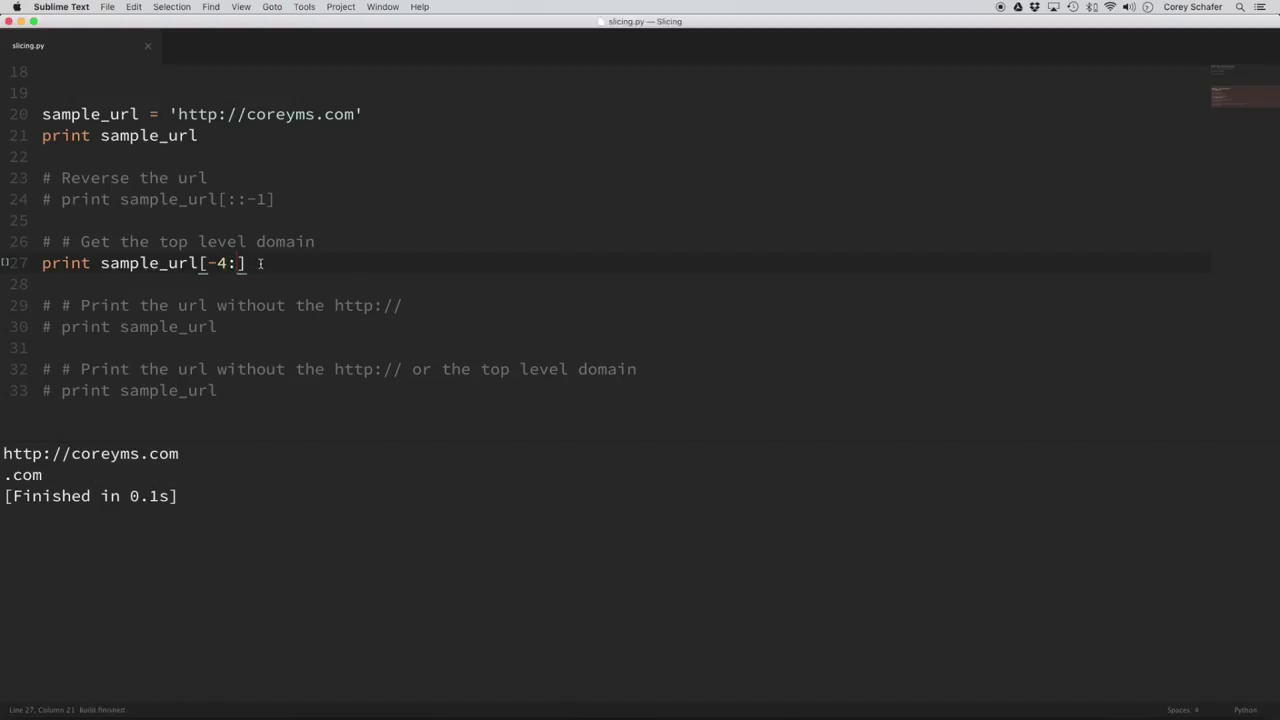 Sublime Text File Edit Selection Find View Goto Tools Project Window Help Corey Schafer
slicing.py — Slicing
slicing.py
18
19
20 sample_url = 'http://coreyms.com'
21 print sample_url
22
23 # Reverse the url
24 # print sample_url[::-1]
25
26 # # Get the top level domain
27 print sample_url[-4:]
28
29 # # Print the url without the http://
30 # print sample_url
31
32 # # Print the url without the http:// or the top level domain
33 # print sample_url
http://coreyms.com
.com
[Finished in 0.1s]
Line 27, Column 21 Build finished Spaces: 4 Python